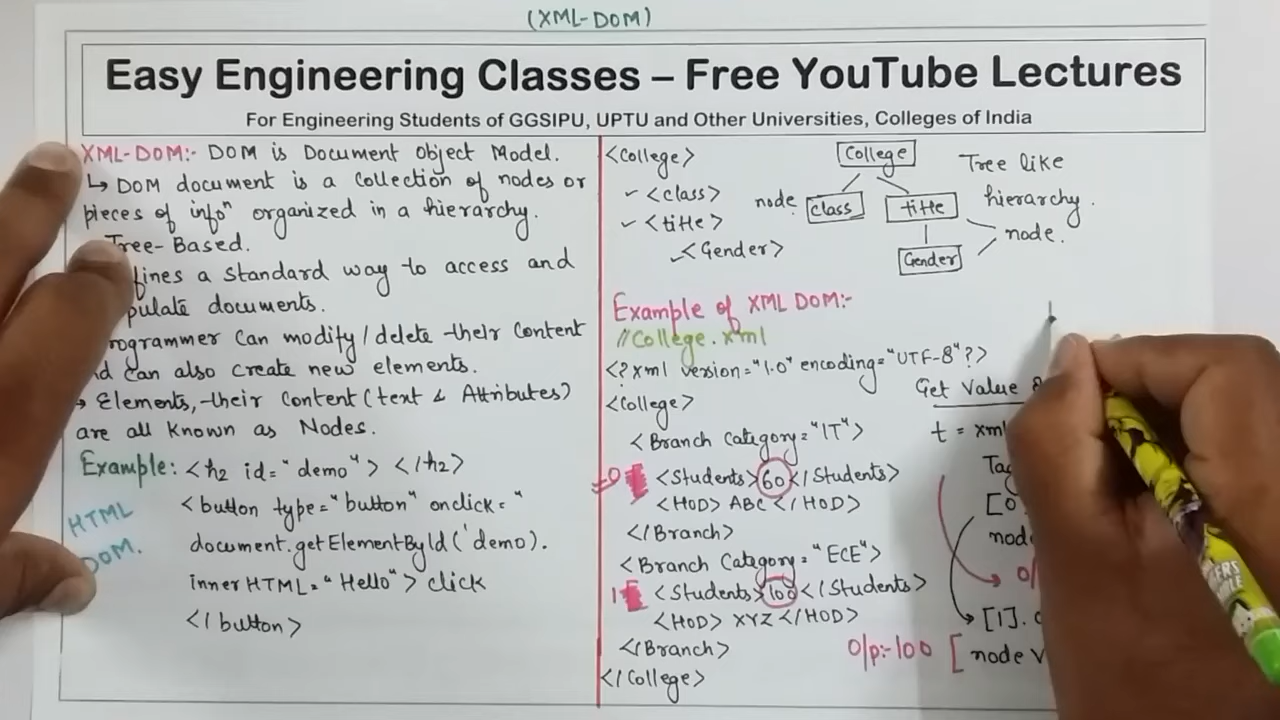 (XML-DOM)
Easy Engineering Classes – Free YouTube Lectures
For Engineering Students of GGSIPU, UPTU and Other Universities, Colleges of India
XML-DOM:- DOM is Document Object Model.
↳ DOM document is a collection of nodes or
pieces of infoⁿ organized in a hierarchy.
Tree-Based.
fines a standard way to access and
pulate documents.
rogrammer can modify/delete their content
nd can also create new elements.
→ Elements, their content (text & Attributes)
are all known as Nodes.
Example: <h2 id="demo"> </h2>
<button type="button" onclick="
document.getElementById('demo).
innerHTML="Hello"> click
</button>
HTML
DOM.
<College>
<class>
<title>
<Gender>
College
node.
class
title
Gender
Tree like
hierarchy.
node.
Example of XML DOM:-
//College.xml
<?xml version="1.0" encoding="UTF-8"?>
<College>
<Branch Category="IT">
0 <Students>60</Students>
<HOD> ABC </HOD>
</Branch>
<Branch Category="ECE">
1 <Students>100</Students>
<HOD> XYZ </HOD>
</Branch>
</College>
Get Value
t = xml
[0
nod
o/
[1].
O/p:-100 [node v